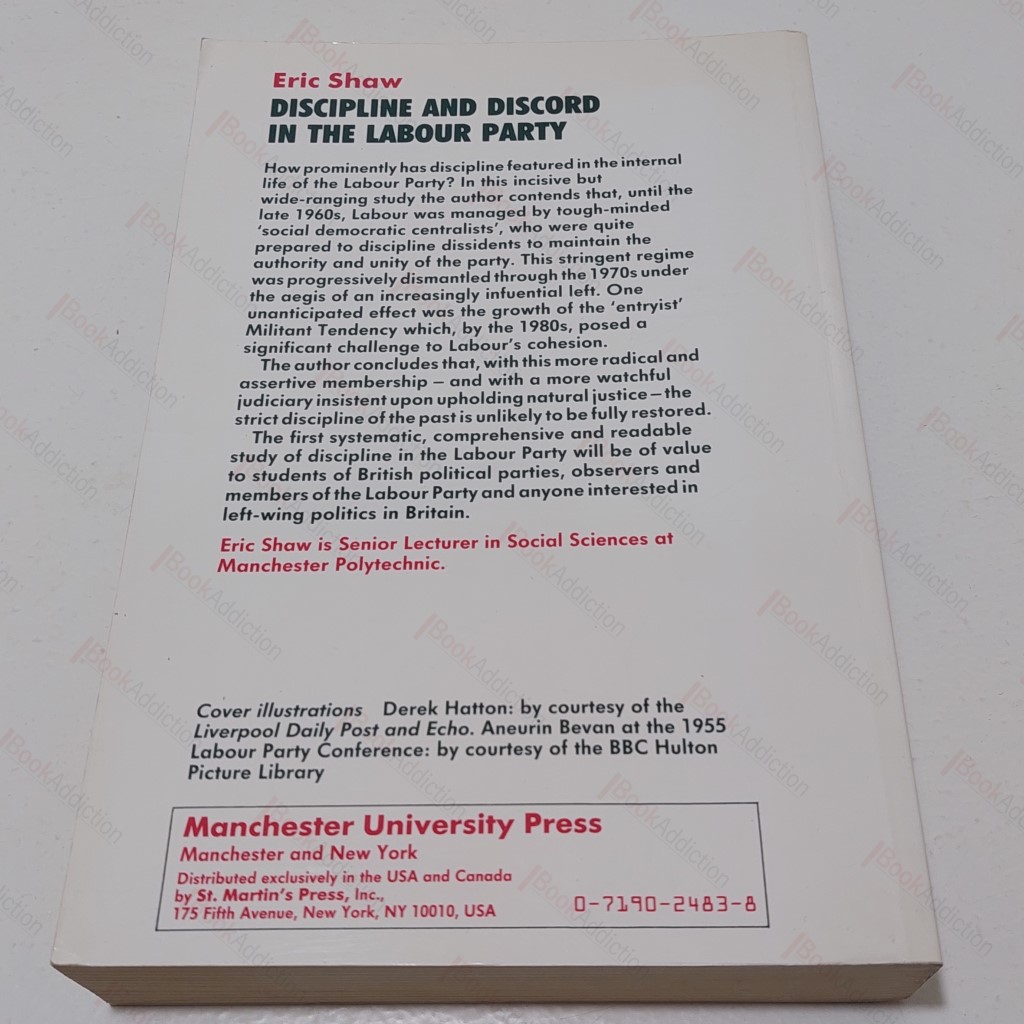 Eric Shaw
DISCIPLINE AND DISCORD
IN THE LABOUR PARTY
How prominently has discipline featured in the internal
life of the Labour Party? In this incisive but
wide-ranging study the author contends that, until the
late 1960s, Labour was managed by tough-minded
‘social democratic centralists’, who were quite
prepared to discipline dissidents to maintain the
authority and unity of the party. This stringent regime
was progressively dismantled through the 1970s under
the aegis of an increasingly infuential left. One
unanticipated effect was the growth of the ‘entryist’
Militant Tendency which, by the 1980s, posed a
significant challenge to Labour’s cohesion.
The author concludes that, with this more radical and
assertive membership – and with a more watchful
judiciary insistent upon upholding natural justice – the
strict discipline of the past is unlikely to be fully restored.
The first systematic, comprehensive and readable
study of discipline in the Labour Party will be of value
to students of British political parties, observers and
members of the Labour Party and anyone interested in
left-wing politics in Britain.
Eric Shaw is Senior Lecturer in Social Sciences at
Manchester Polytechnic.
Cover illustrations Derek Hatton: by courtesy of the
Liverpool Daily Post and Echo. Aneurin Bevan at the 1955
Labour Party Conference: by courtesy of the BBC Hulton
Picture Library
Manchester University Press
Manchester and New York
Distributed exclusively in the USA and Canada
by St. Martin’s Press, Inc.,
175 Fifth Avenue, New York, NY 10010, USA
0-7190-2483-8
BookAddiction